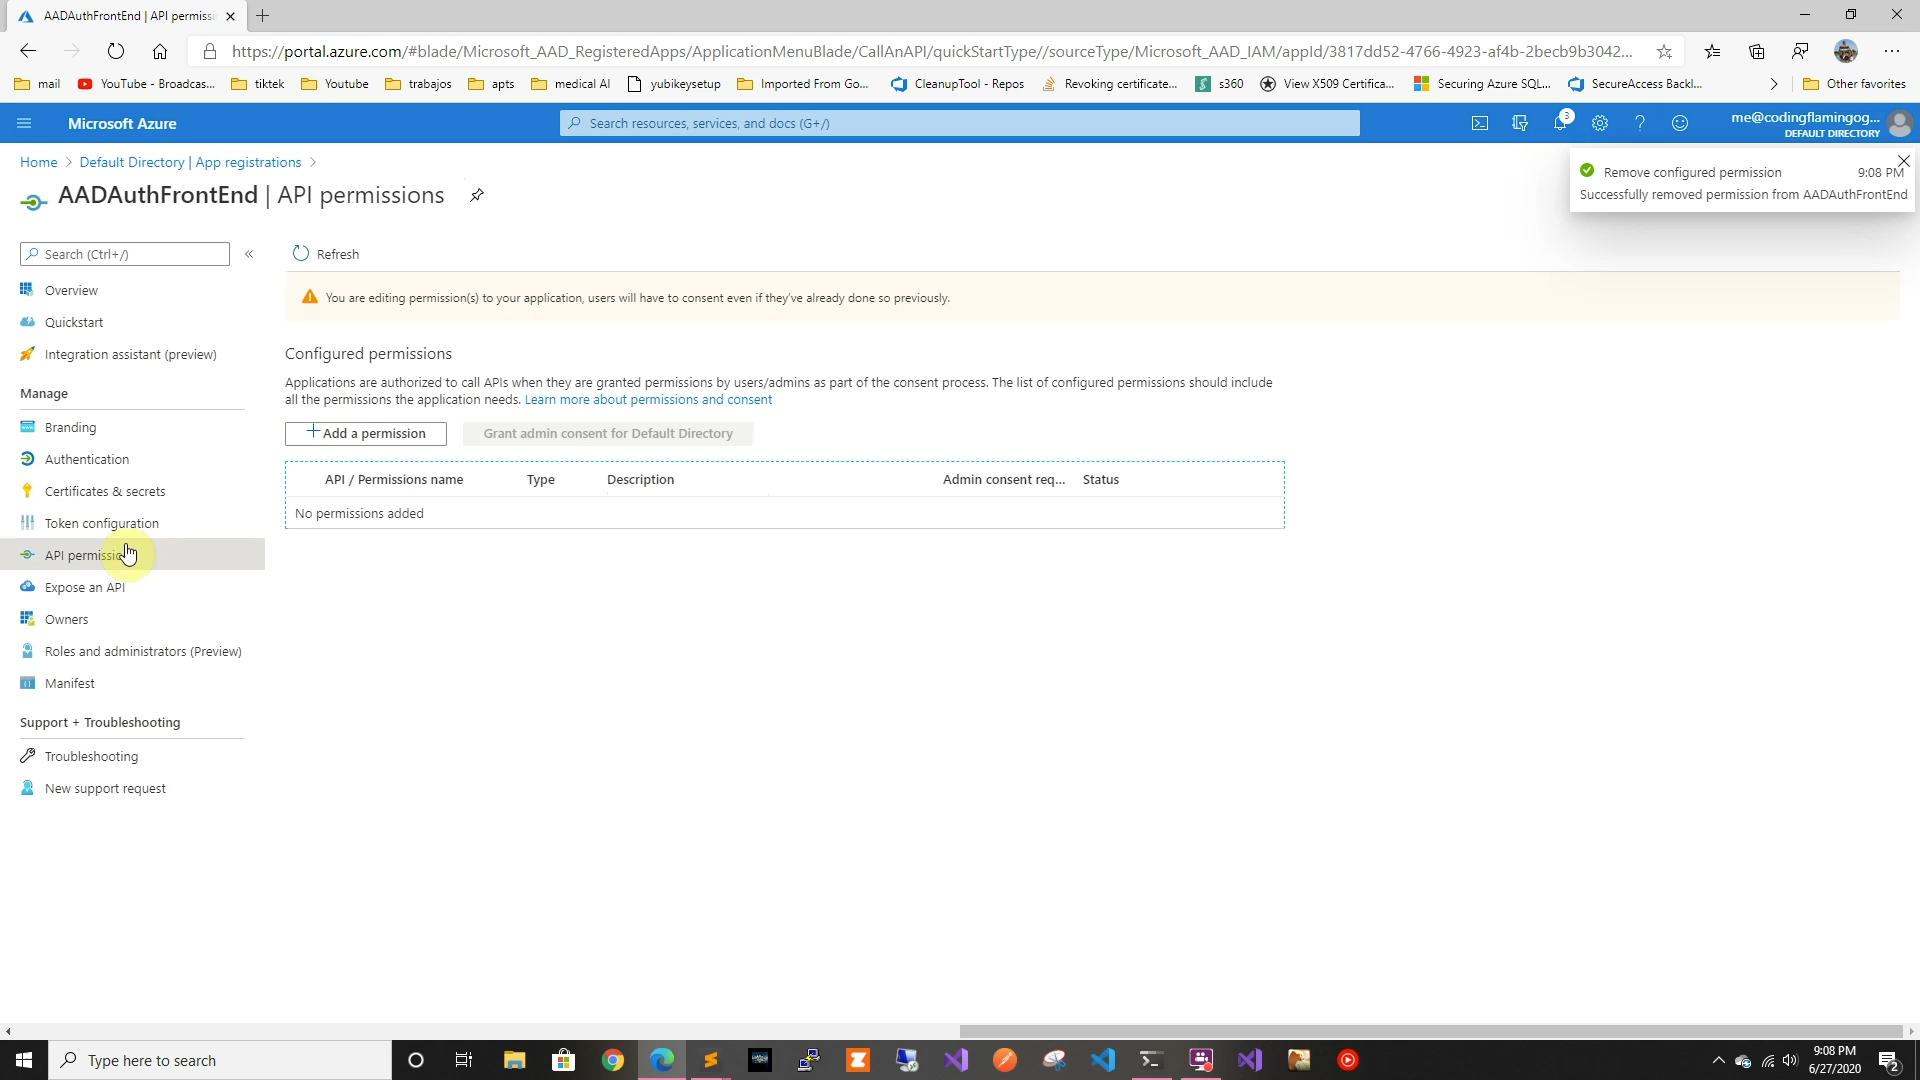 AADAuthFrontEnd | API permissi
https://portal.azure.com/#blade/Microsoft_AAD_RegisteredApps/ApplicationMenuBlade/CallAnAPI/quickStartType//sourceType/Microsoft_AAD_IAM/appId/3817dd52-4766-4923-af4b-2becb9b3042...
mail
YouTube - Broadcas...
tiktek
Youtube
trabajos
apts
medical AI
yubikeysetup
Imported From Go...
CleanupTool - Repos
Revoking certificate...
s360
View X509 Certifica...
Securing Azure SQL...
SecureAccess Backl...
Other favorites
Microsoft Azure
Search resources, services, and docs (G+/)
3
me@codingflamingog...
DEFAULT DIRECTORY
Home > Default Directory | App registrations >
AADAuthFrontEnd | API permissions
Remove configured permission 9:08 PM
Successfully removed permission from AADAuthFrontEnd
Search (Ctrl+/)
«
Refresh
Overview
Quickstart
Integration assistant (preview)
Manage
Branding
Authentication
Certificates & secrets
Token configuration
API permissio
Expose an API
Owners
Roles and administrators (Preview)
Manifest
Support + Troubleshooting
Troubleshooting
New support request
You are editing permission(s) to your application, users will have to consent even if they've already done so previously.
Configured permissions
Applications are authorized to call APIs when they are granted permissions by users/admins as part of the consent process. The list of configured permissions should include
all the permissions the application needs. Learn more about permissions and consent
+ Add a permission
Grant admin consent for Default Directory
API / Permissions name Type Description Admin consent req... Status
No permissions added
Type here to search
9:08 PM
6/27/2020
2